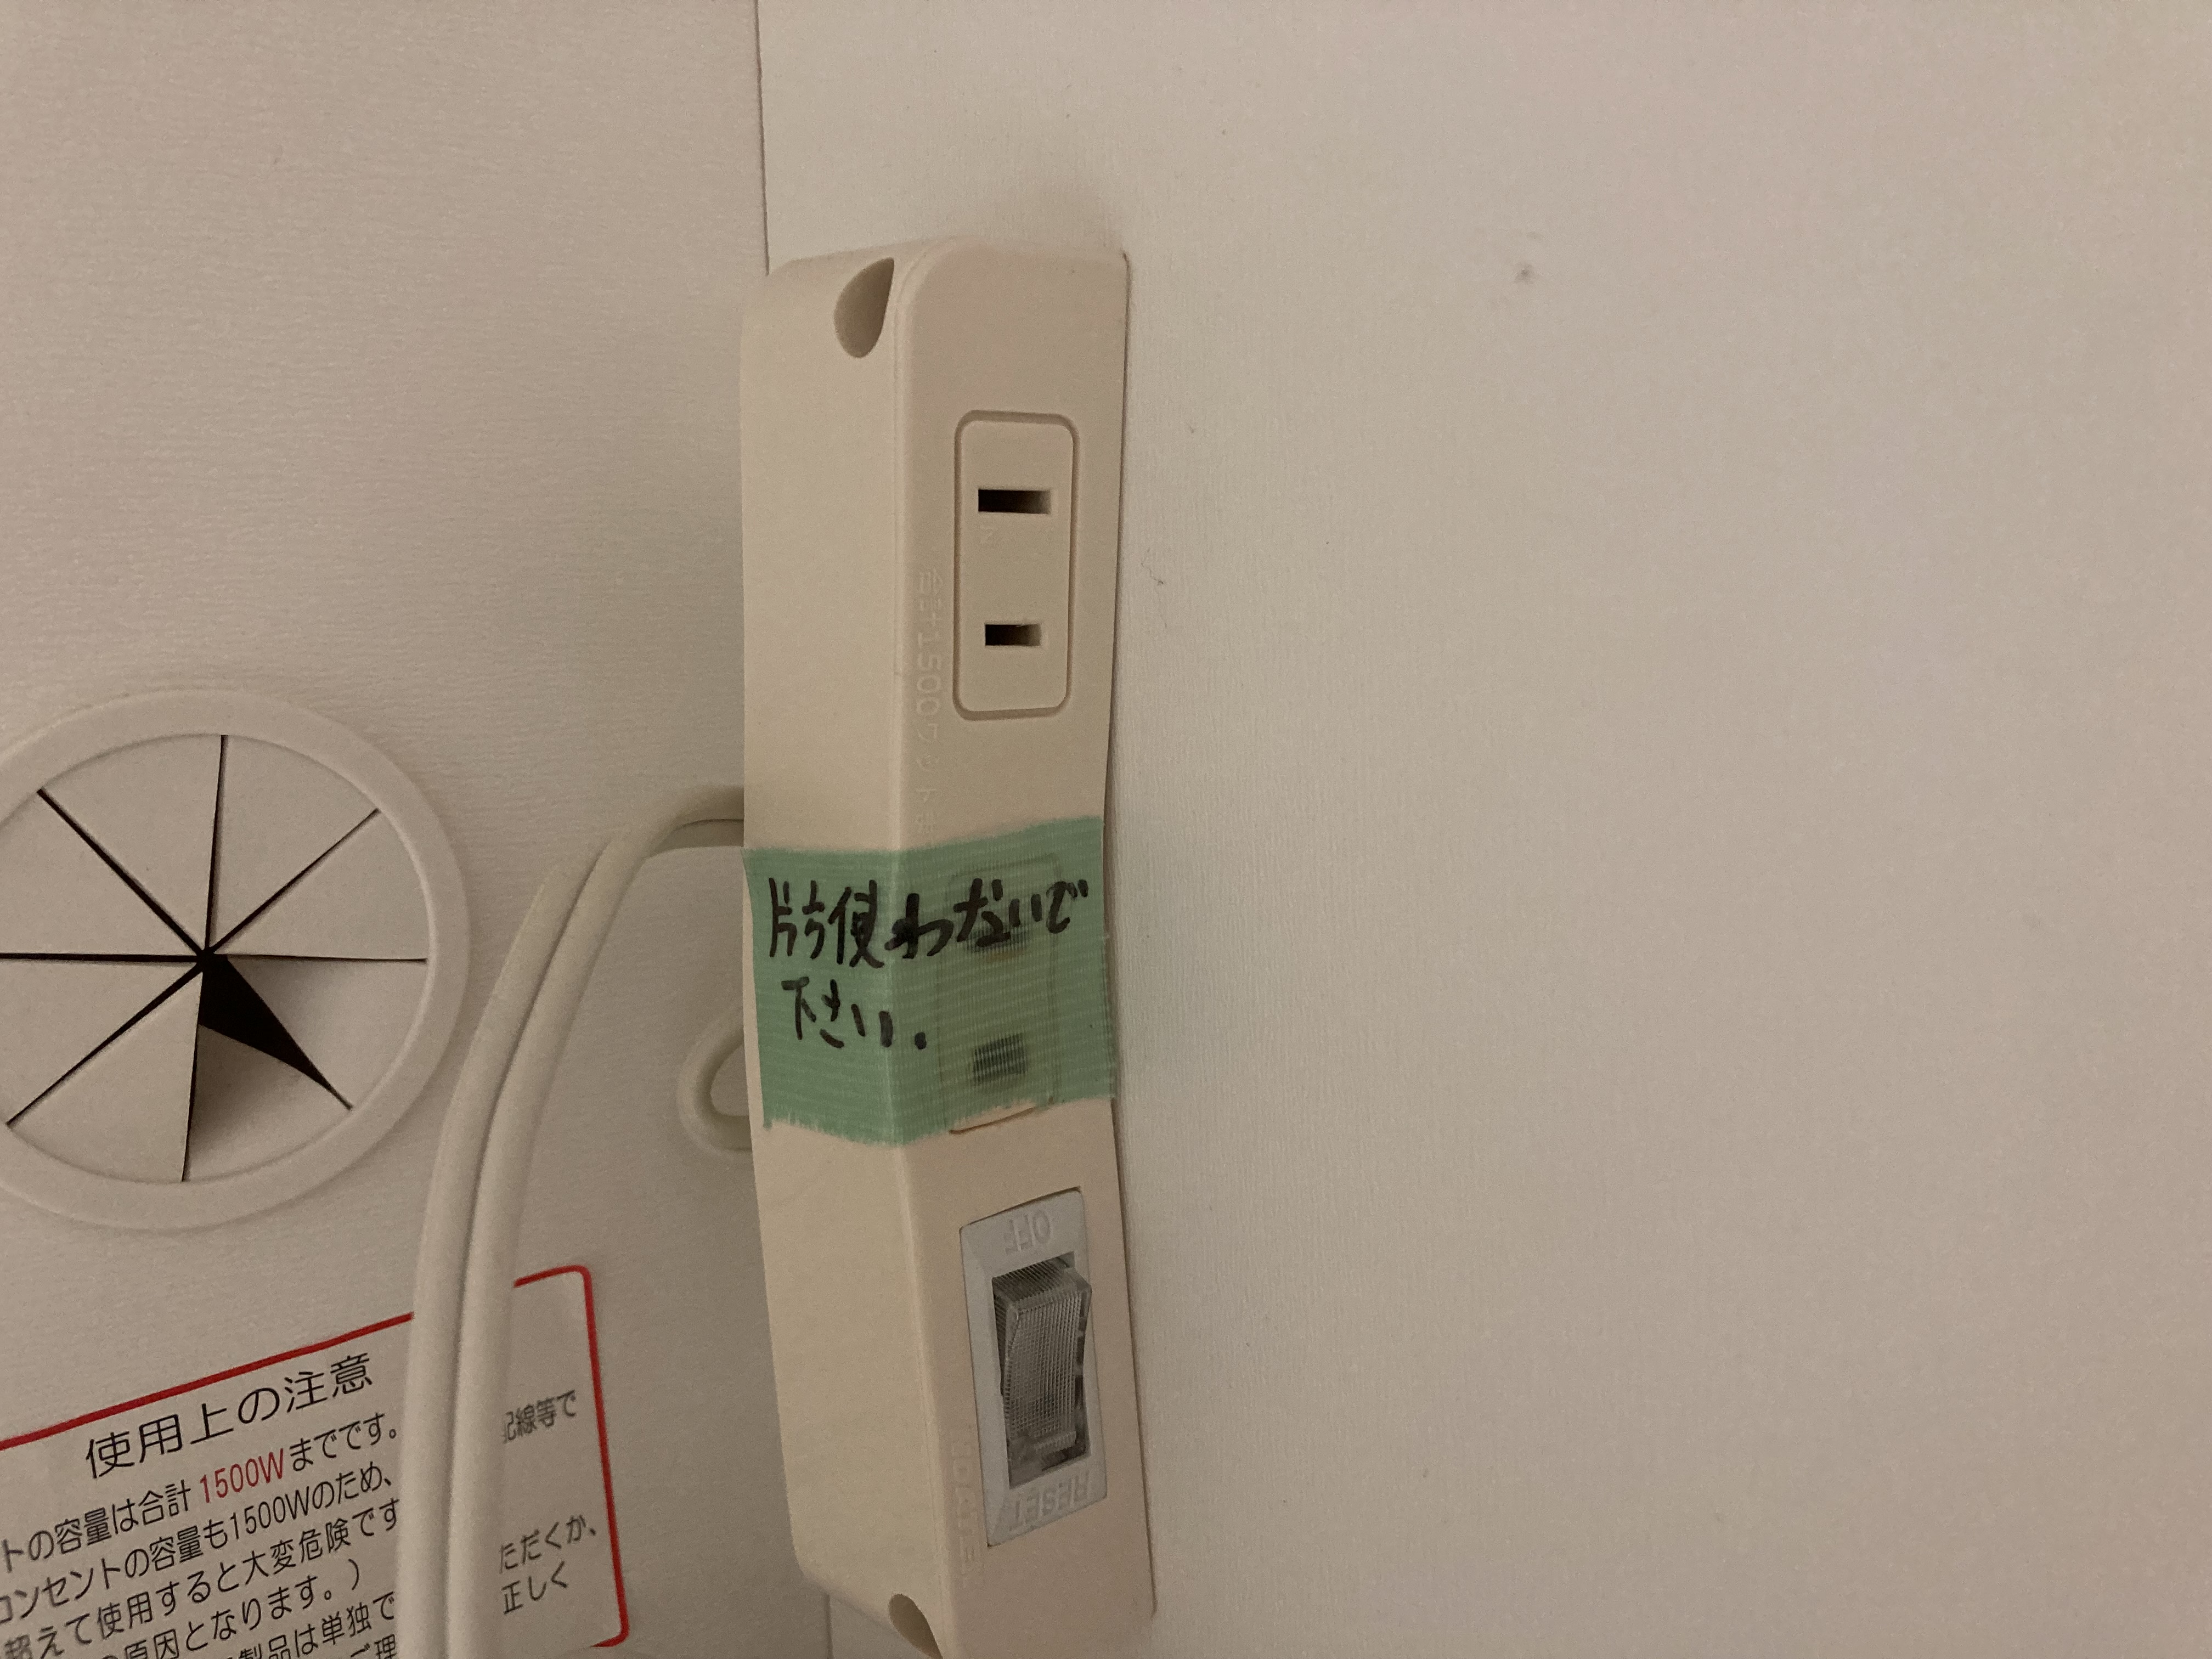 合計1500ワットま
片方使わないで
下さい.
OFF
RESET
使用上の注意
トの容量は合計1500Wまでです。
コンセントの容量も1500Wのため、
超えて使用すると大変危険です
原因となります。)
製品は単独で
ご理
配線等で
ただくか、
正しく